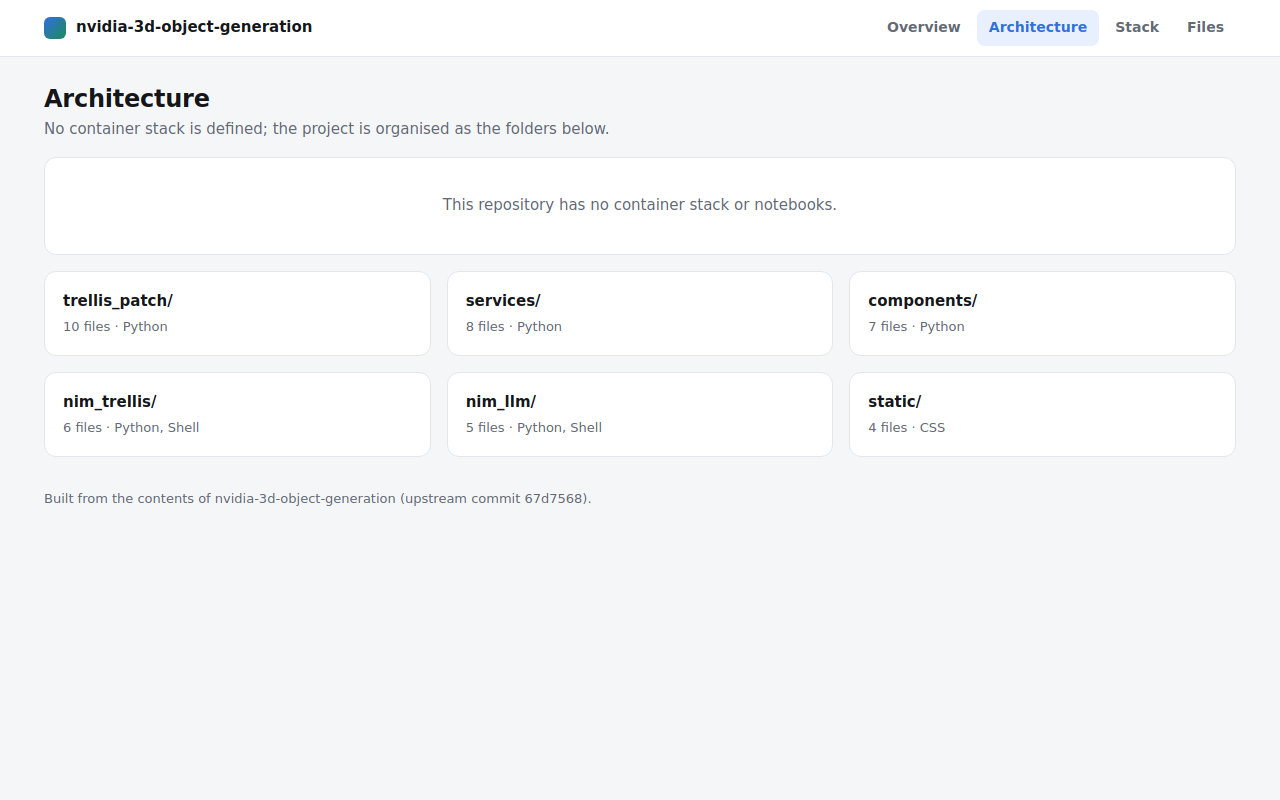 nvidia-3d-object-generation
Overview
Architecture
Stack
Files
Architecture
No container stack is defined; the project is organised as the folders below.
This repository has no container stack or notebooks.
trellis_patch/
10 files · Python
services/
8 files · Python
components/
7 files · Python
nim_trellis/
6 files · Python, Shell
nim_llm/
5 files · Python, Shell
static/
4 files · CSS
Built from the contents of nvidia-3d-object-generation (upstream commit 67d7568).